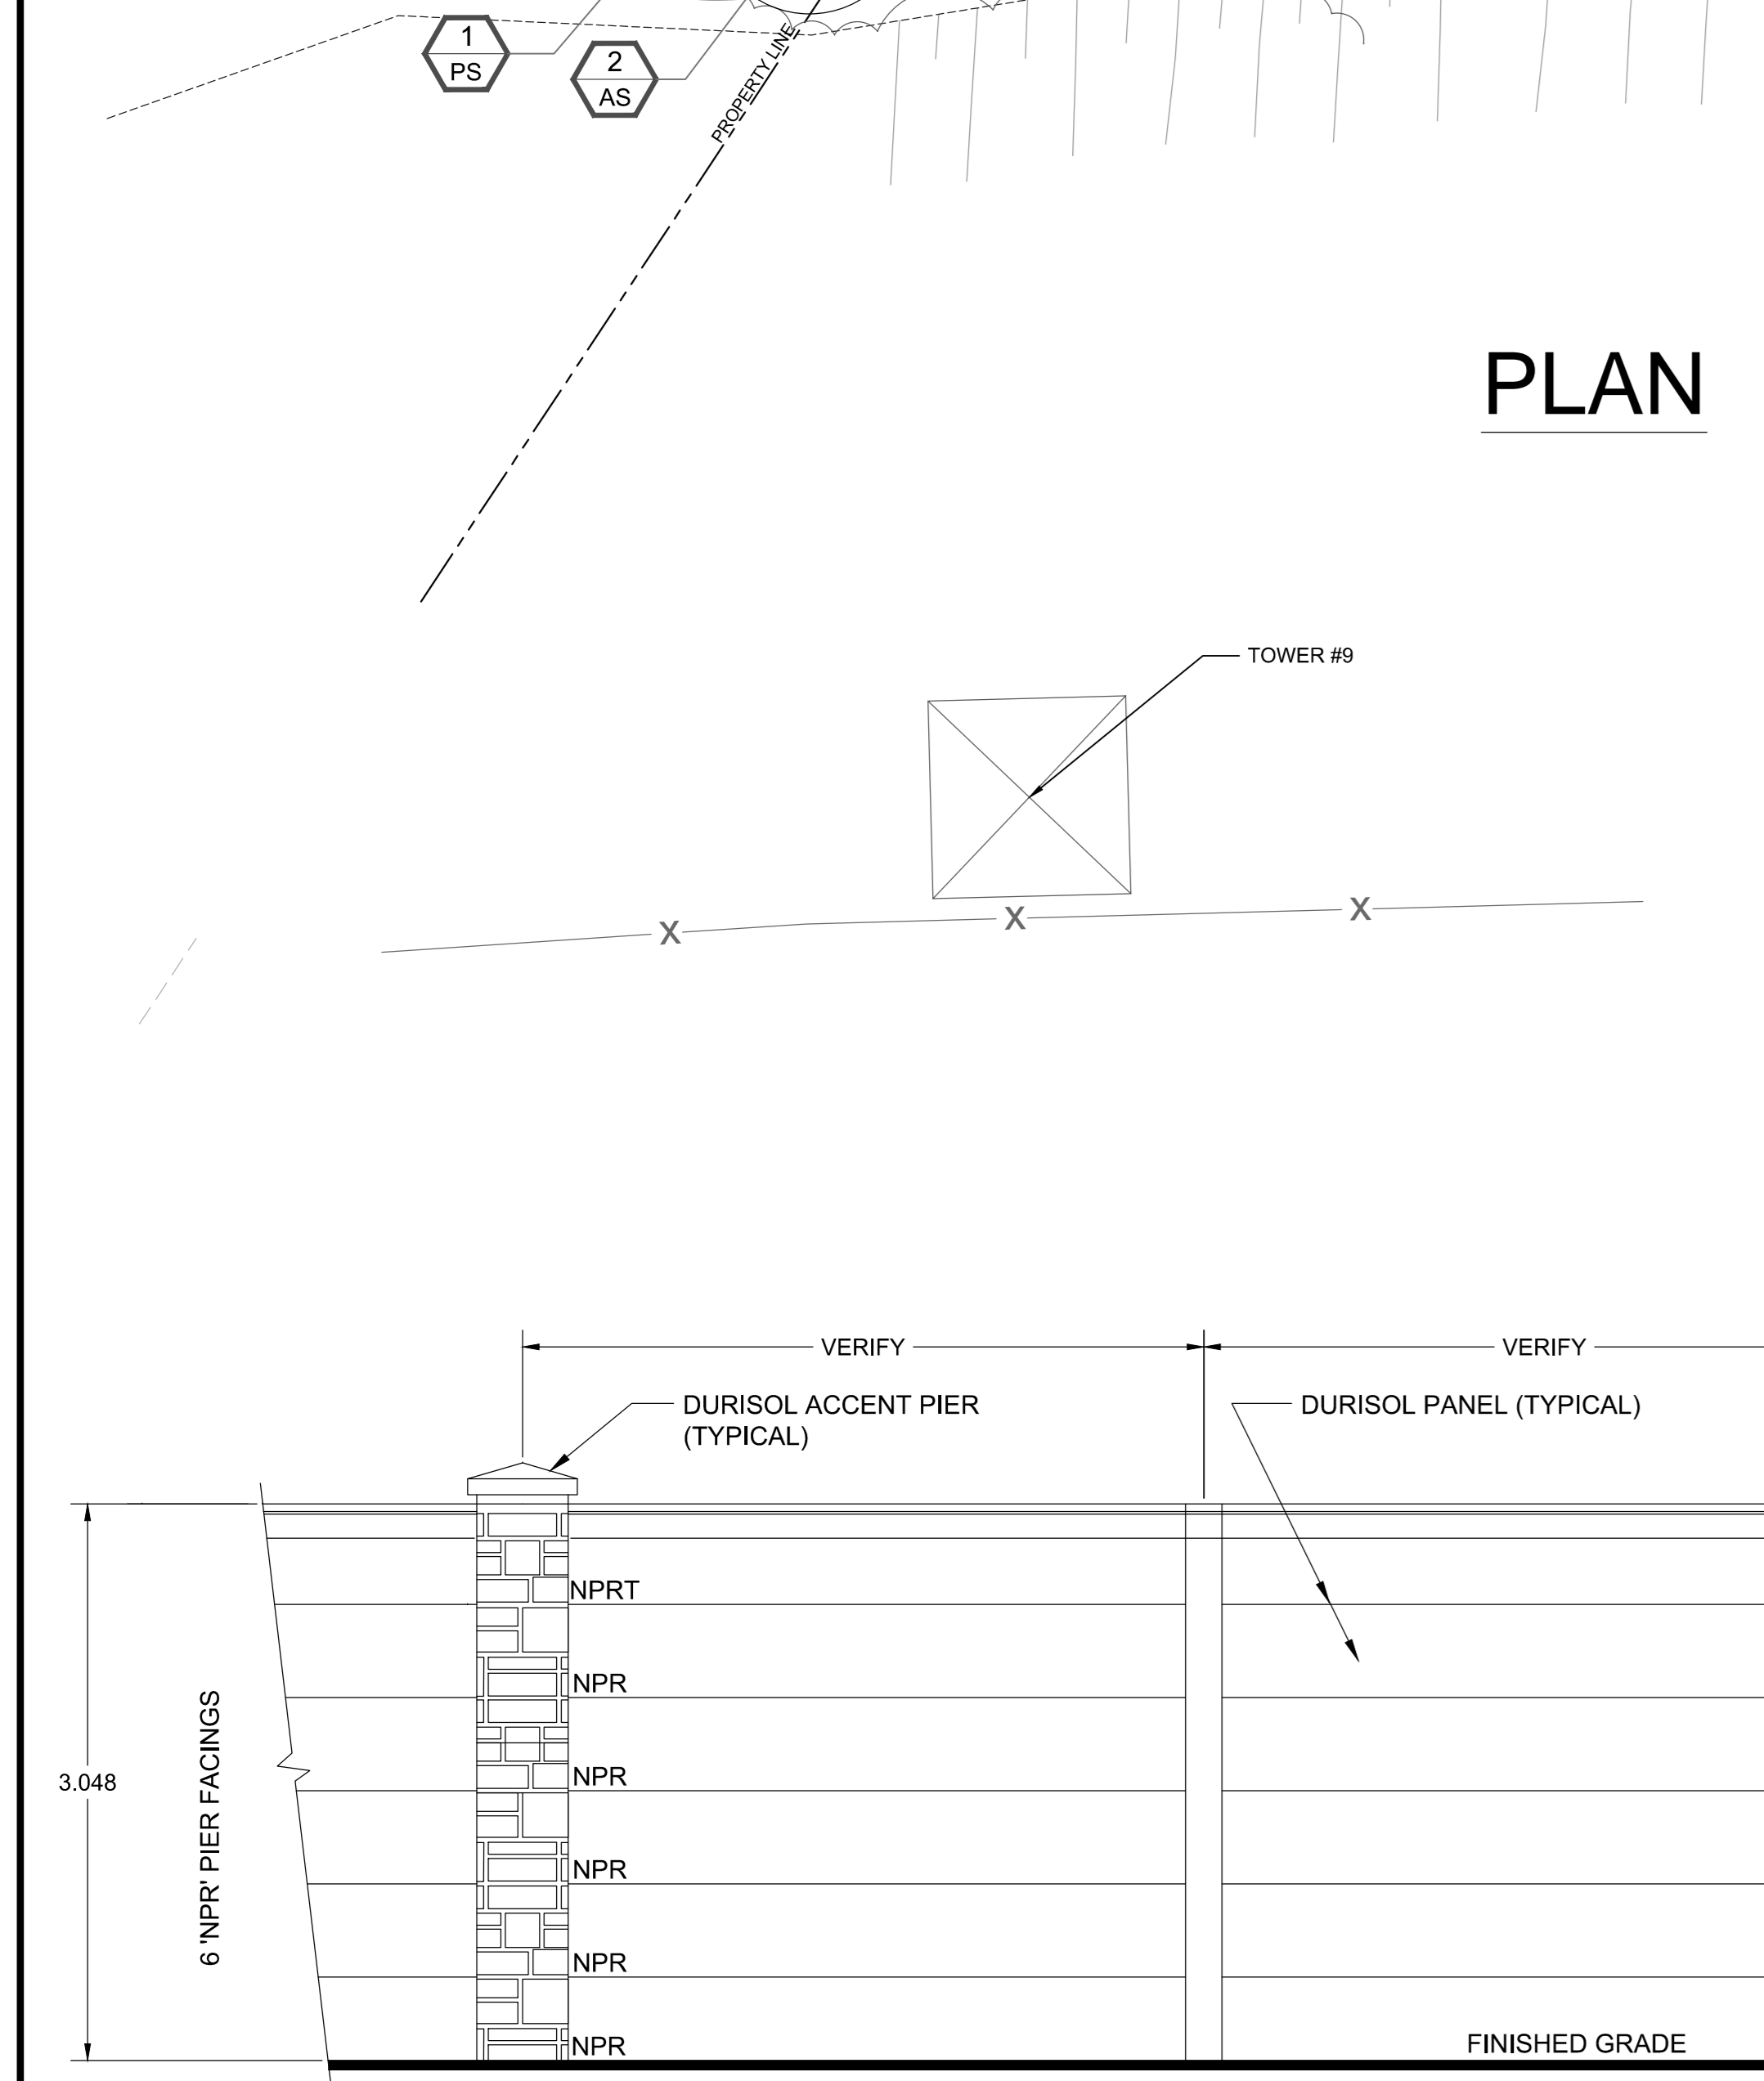 1
PS
2
AS
PROPERTY LINE
PLAN
TOWER #9
X
X
X
VERIFY
VERIFY
DURISOL ACCENT PIER
(TYPICAL)
DURISOL PANEL (TYPICAL)
NPRT
NPR
NPR
NPR
NPR
NPR
3.048
6 'NPR' PIER FACINGS
FINISHED GRADE